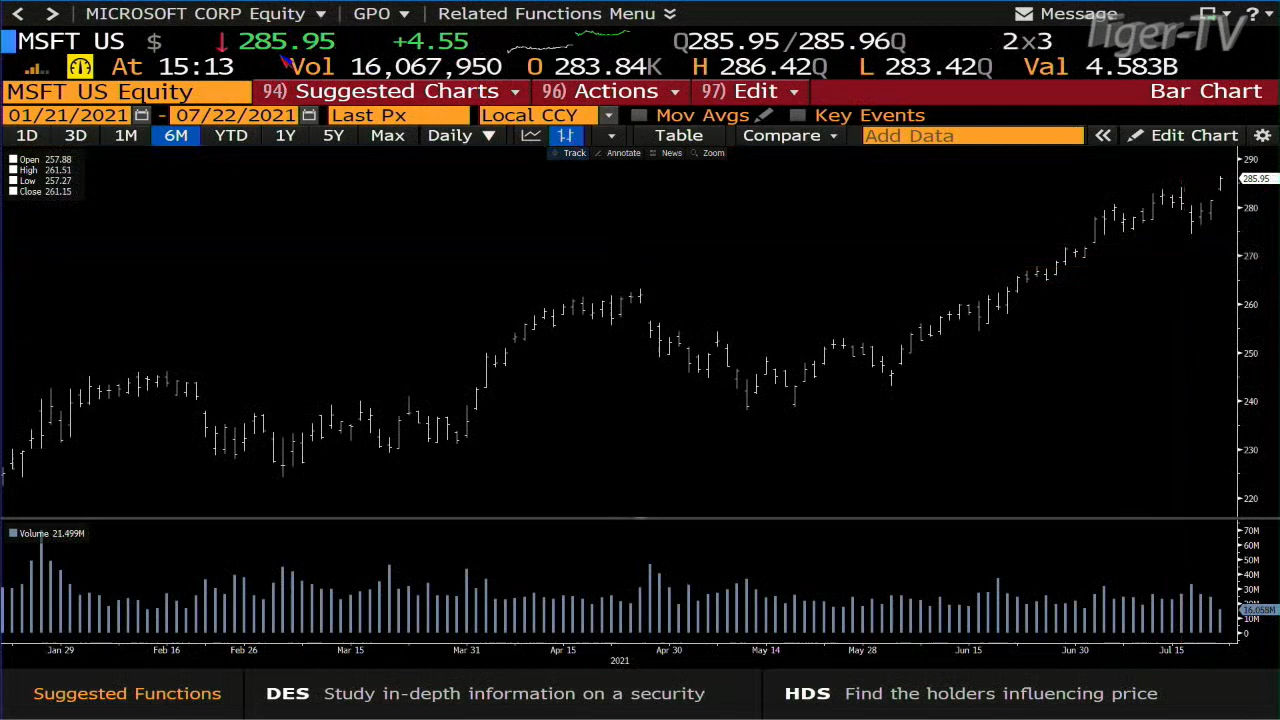 < > MICROSOFT CORP Equity ▼ | GPO ▼ | Related Functions Menu Message ? ▼
Tiger-TV
MSFT US $ ↓ 285.95 +4.55 Q285.95/285.96Q 2x3
At 15:13 Vol 16,067,950 O 283.84K H 286.42Q L 283.42Q Val 4.583B
MSFT US Equity 94) Suggested Charts 96) Actions 97) Edit Bar Chart
01/21/2021 - 07/22/2021 Last Px Local CCY Mov Avgs Key Events
1D 3D 1M 6M YTD 1Y 5Y Max Daily ▼ Table Compare Add Data « Edit Chart
Track Annotate News Zoom
Open 257.88
High 261.51
Low 257.27
Close 261.15
290
285.95
280
270
260
250
240
230
220
Volume 21.499M
70M
60M
50M
40M
30M
20M
16.058M
10M
0
Jan 29 Feb 16 Feb 26 Mar 15 Mar 31 Apr 15 Apr 30 May 14 May 28 Jun 15 Jun 30 Jul 15
2021
Suggested Functions DES Study in-depth information on a security HDS Find the holders influencing price